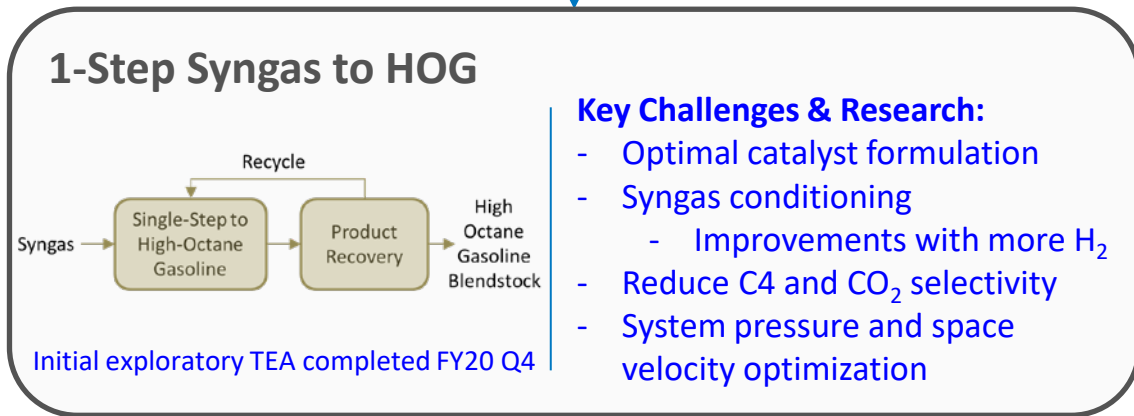 1-Step Syngas to HOG
Recycle
Syngas
Single-Step to
High-Octane
Gasoline
Product
Recovery
High
Octane
Gasoline
Blendstock
Initial exploratory TEA completed FY20 Q4
Key Challenges & Research:
- Optimal catalyst formulation
- Syngas conditioning
- Improvements with more H₂
- Reduce C4 and CO₂ selectivity
- System pressure and space
velocity optimization